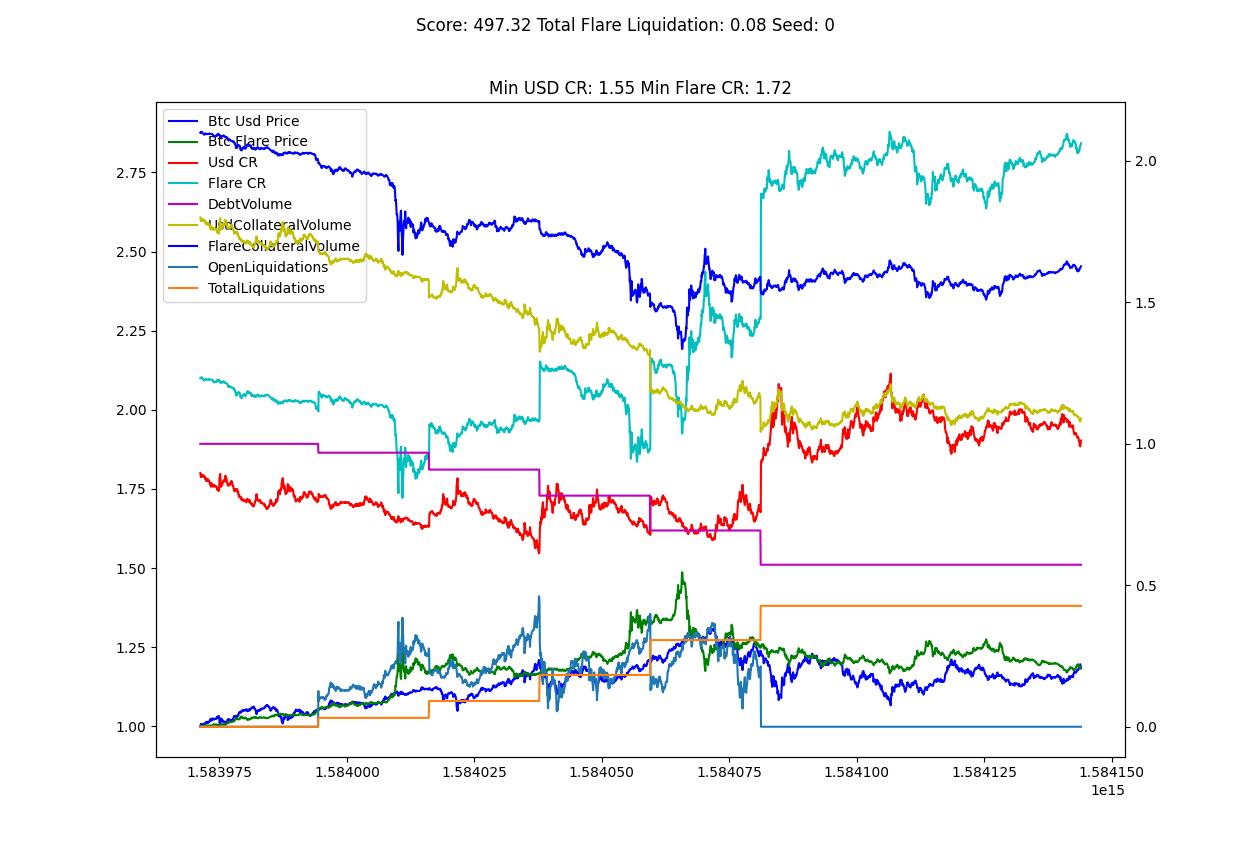 Score: 497.32 Total Flare Liquidation: 0.08 Seed: 0
Min USD CR: 1.55 Min Flare CR: 1.72
Btc Usd Price
Btc Flare Price
Usd CR
Flare CR
DebtVolume
UsdCollateralVolume
FlareCollateralVolume
OpenLiquidations
TotalLiquidations
2.75
2.50
2.25
2.00
1.75
1.50
1.25
1.00
2.0
1.5
1.0
0.5
0.0
1.583975 1.584000 1.584025 1.584050 1.584075 1.584100 1.584125 1.584150
1e15